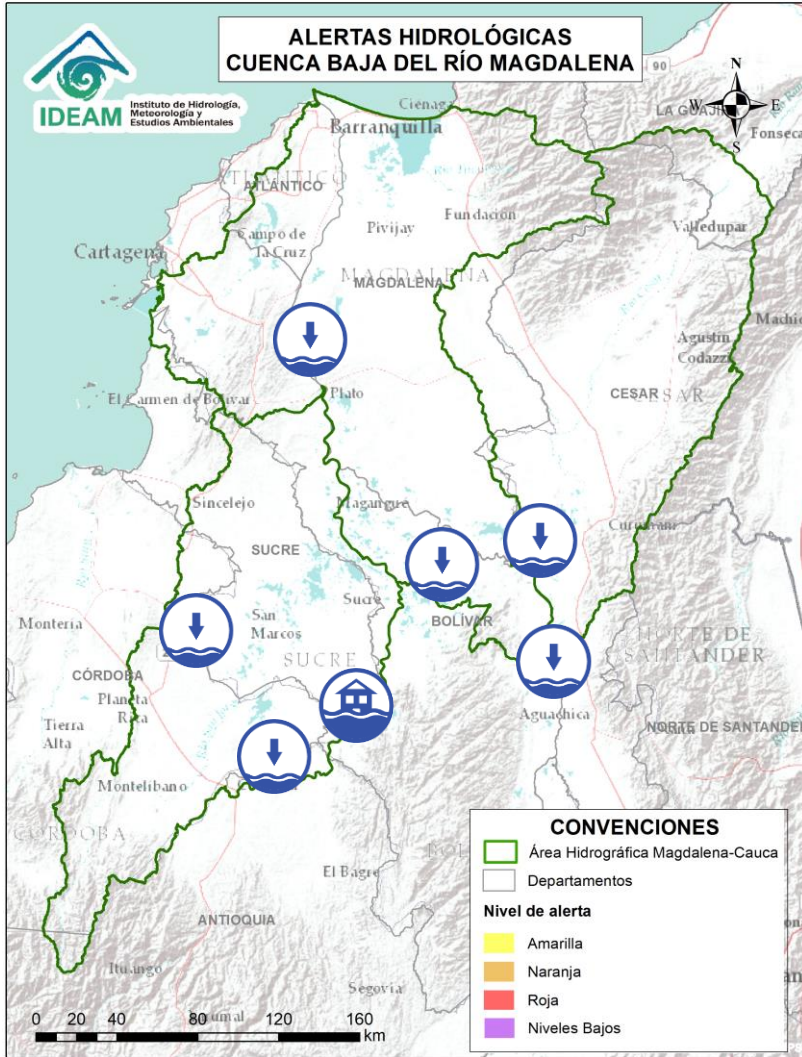 ALERTAS HIDROLÓGICAS
CUENCA BAJA DEL RÍO MAGDALENA
IDEAM
Instituto de Hidrología,
Meteorología y
Estudios Ambientales
N
W
E
S
90
LA GUAJI
Fonseca
Ciénaga
Barranquilla
ATLÁNTICO
Fundación
Pivijay
Valledupar
Campo de
la Cruz
Cartagena
MAGDALENA
MAGDALENA
Agustín
Codazzi
El Carmen de Bolívar
Plato
CESAR
CESAR
Sincelejo
Magangué
SUCRE
Sucre
Montería
San
Marcos
BOLÍVAR
SUCRE
NORTE DE
SANTANDER
CÓRDOBA
Planeta
Rica
Tierra
Alta
Aguachica
NORTE DE SANTANDER
Montelíbano
CÓRDOBA
El Bagre
ANTIOQUIA
Ituango
Segovia
0 20 40 80 120 160
km
CONVENCIONES
Área Hidrográfica Magdalena-Cauca
Departamentos
Nivel de alerta
Amarilla
Naranja
Roja
Niveles Bajos